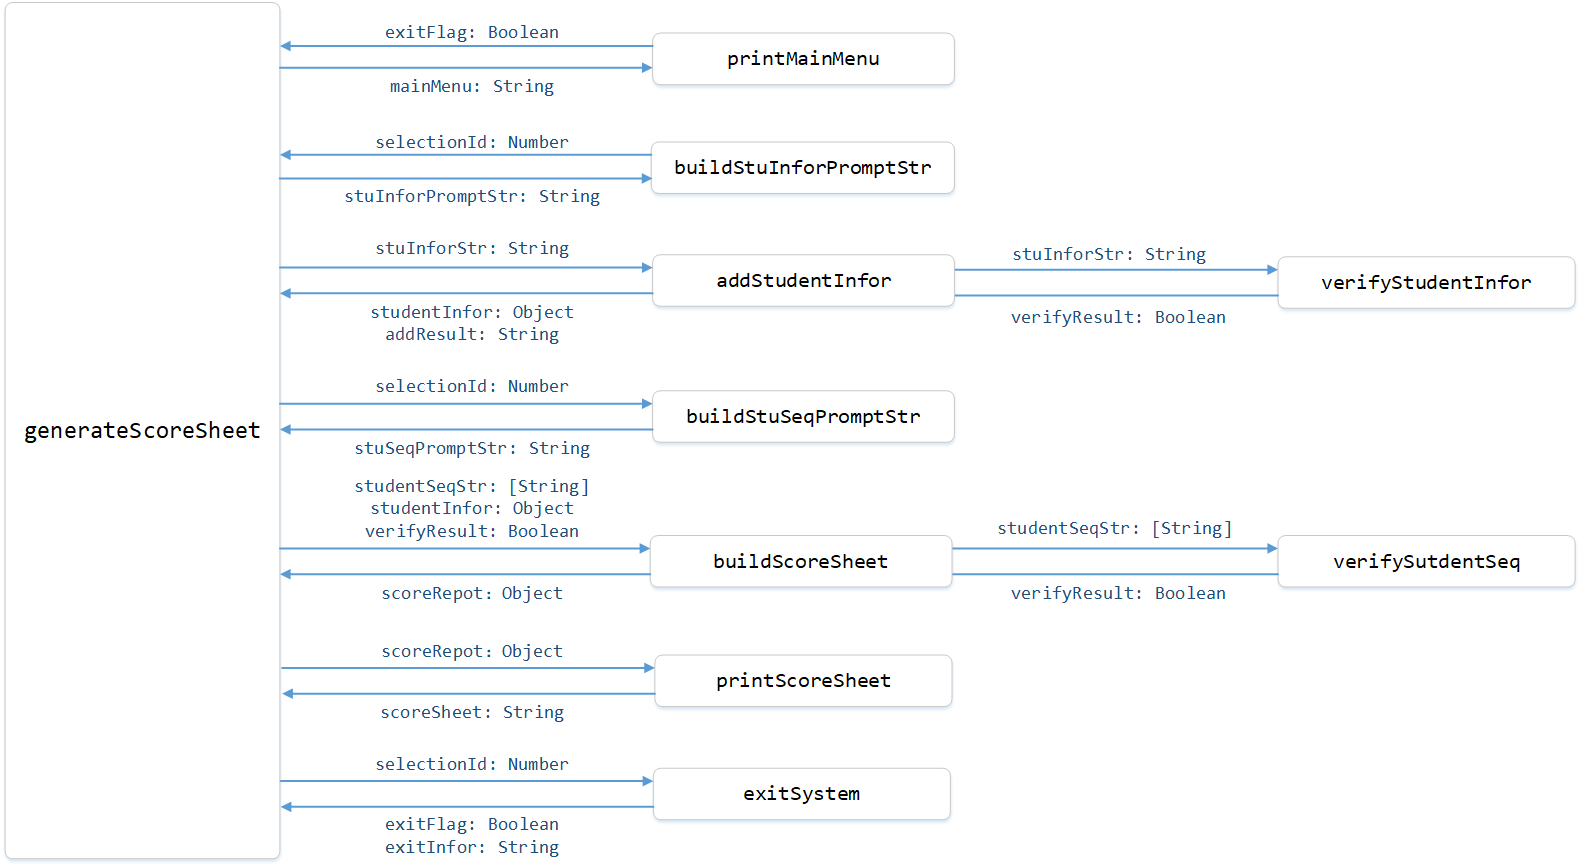 generateScoreSheet
exitFlag: Boolean
printMainMenu
mainMenu: String
selectionId: Number
buildStuInforPromptStr
stuInforPromptStr: String
stuInforStr: String
addStudentInfor
studentInfor: Object
addResult: String
stuInforStr: String
verifyStudentInfor
verifyResult: Boolean
selectionId: Number
buildStuSeqPromptStr
stuSeqPromptStr: String
studentSeqStr: [String]
studentInfor: Object
verifyResult: Boolean
buildScoreSheet
scoreRepot: Object
studentSeqStr: [String]
verifySutdentSeq
verifyResult: Boolean
scoreRepot: Object
printScoreSheet
scoreSheet: String
selectionId: Number
exitSystem
exitFlag: Boolean
exitInfor: String